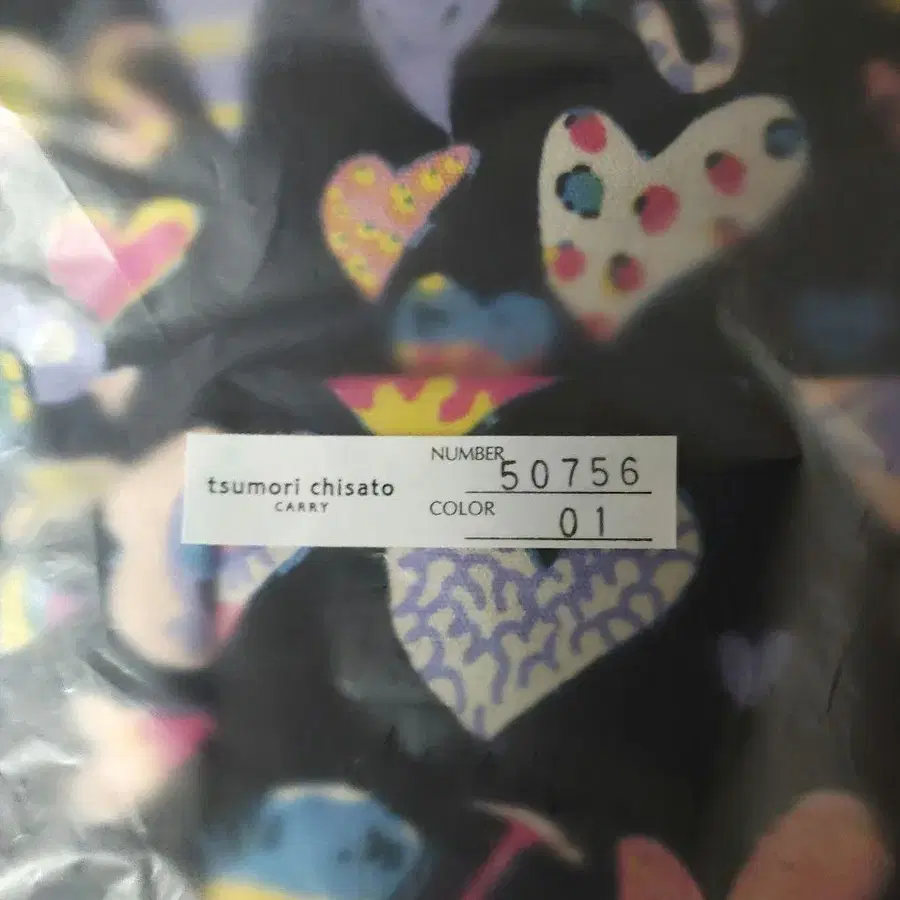 tsumori chisato
CARRY
NUMBER 50756
COLOR 01